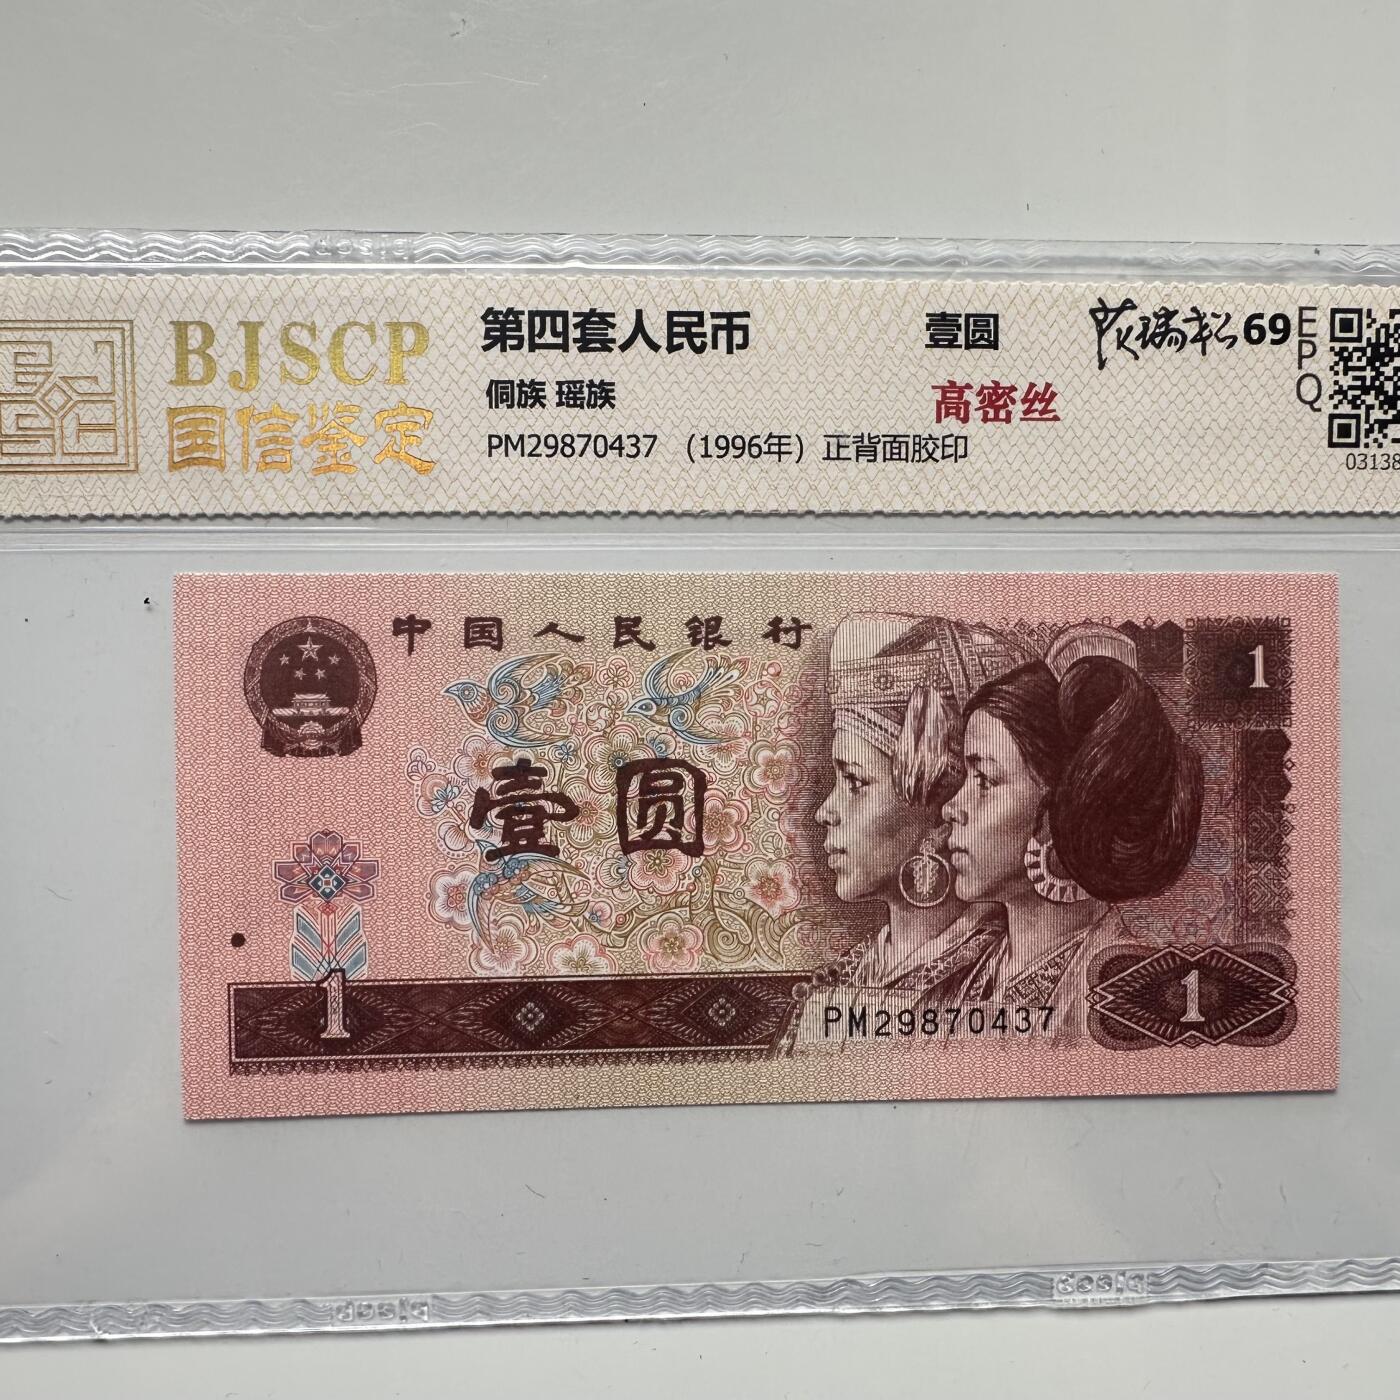 BJSCP
国信鉴定
第四套人民币 壹圆 69 EPQ
侗族 瑶族 高密丝
PM29870437 (1996年) 正背面胶印
03138
中国人民银行
1
壹圆
1
PM29870437
1